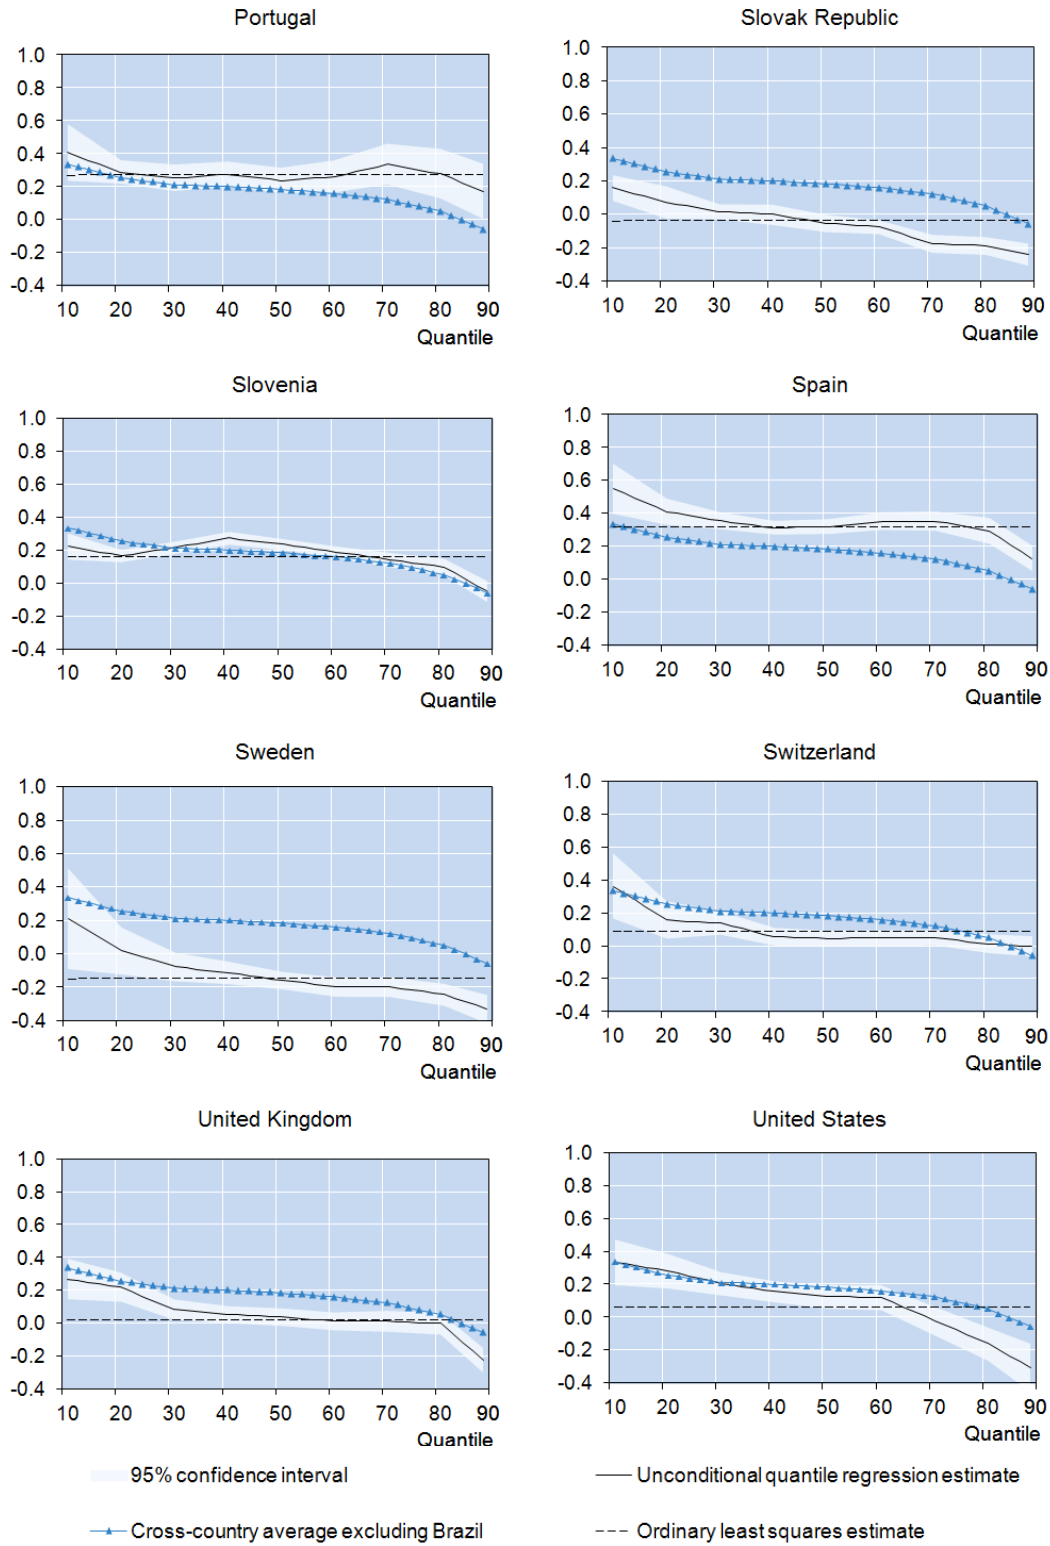 Portugal
1.0
0.8
0.6
0.4
0.2
0.0
-0.2
-0.4
10 20 30 40 50 60 70 80 90
Quantile
Slovak Republic
1.0
0.8
0.6
0.4
0.2
0.0
-0.2
-0.4
10 20 30 40 50 60 70 80 90
Quantile
Slovenia
1.0
0.8
0.6
0.4
0.2
0.0
-0.2
-0.4
10 20 30 40 50 60 70 80 90
Quantile
Spain
1.0
0.8
0.6
0.4
0.2
0.0
-0.2
-0.4
10 20 30 40 50 60 70 80 90
Quantile
Sweden
1.0
0.8
0.6
0.4
0.2
0.0
-0.2
-0.4
10 20 30 40 50 60 70 80 90
Quantile
Switzerland
1.0
0.8
0.6
0.4
0.2
0.0
-0.2
-0.4
10 20 30 40 50 60 70 80 90
Quantile
United Kingdom
1.0
0.8
0.6
0.4
0.2
0.0
-0.2
-0.4
10 20 30 40 50 60 70 80 90
Quantile
United States
1.0
0.8
0.6
0.4
0.2
0.0
-0.2
-0.4
10 20 30 40 50 60 70 80 90
Quantile
95% confidence interval
Unconditional quantile regression estimate
Cross-country average excluding Brazil
Ordinary least squares estimate